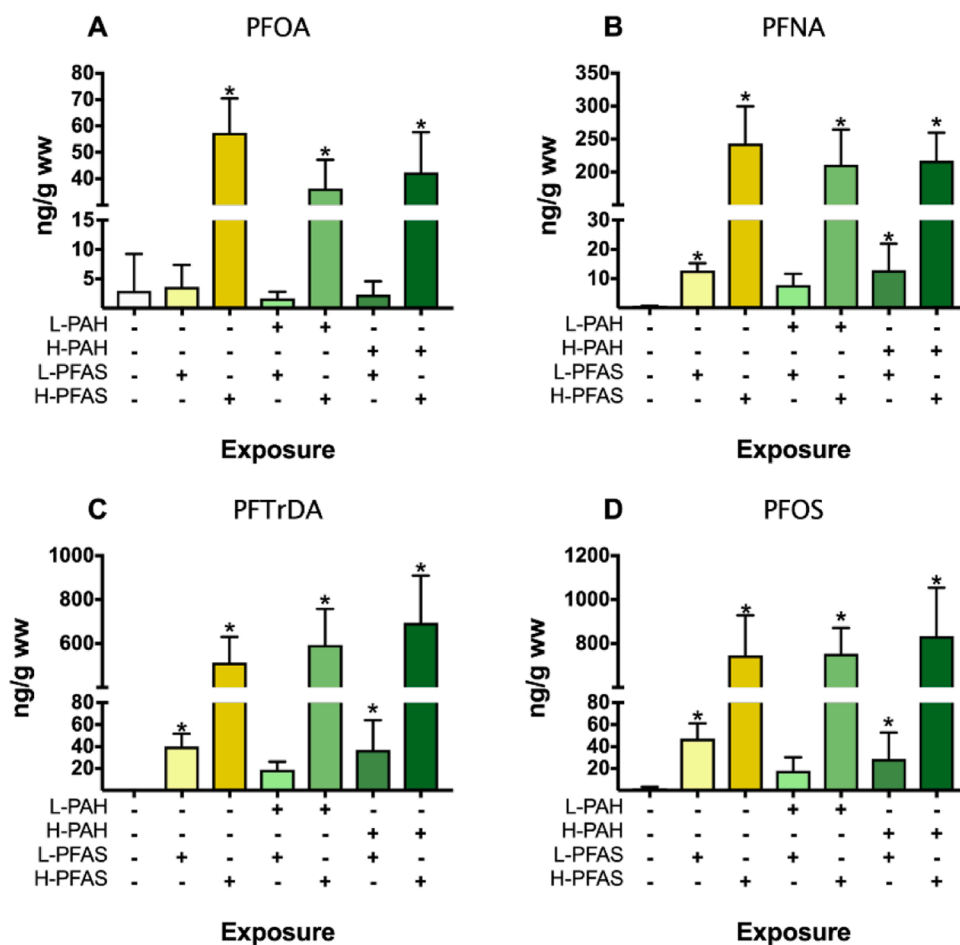 A PFOA
80
70
60
50
40
15
10
5
ng/g ww
* * *
L-PAH - - - + + - -
H-PAH - - - - - + +
L-PFAS - + - + - + -
H-PFAS - - + - + - +
Exposure
B PFNA
350
300
250
200
30
20
10
ng/g ww
* * * * *
L-PAH - - - + + - -
H-PAH - - - - - + +
L-PFAS - + - + - + -
H-PFAS - - + - + - +
Exposure
C PFTrDA
1000
800
600
80
60
40
20
ng/g ww
* * * * *
L-PAH - - - + + - -
H-PAH - - - - - + +
L-PFAS - + - + - + -
H-PFAS - - + - + - +
Exposure
D PFOS
1200
1000
800
80
60
40
20
ng/g ww
* * * * *
L-PAH - - - + + - -
H-PAH - - - - - + +
L-PFAS - + - + - + -
H-PFAS - - + - + - +
Exposure